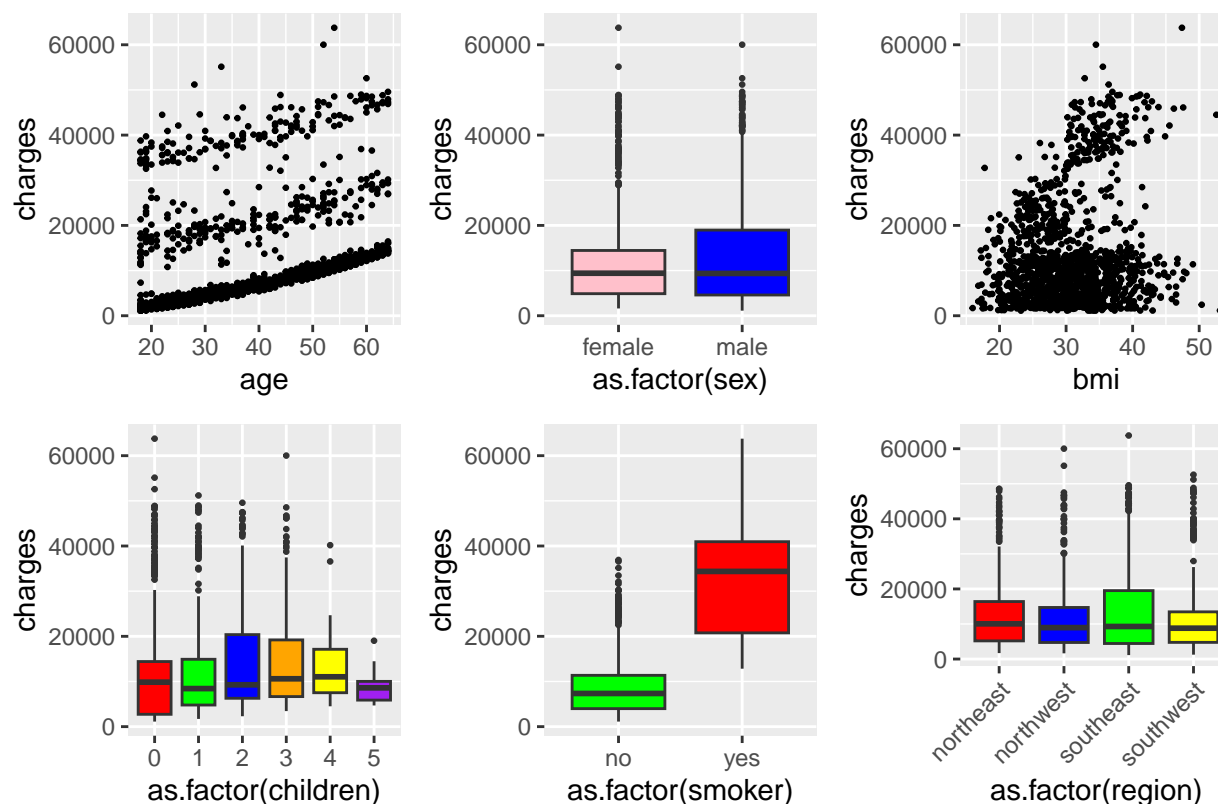 60000
40000
20000
0
charges
20 30 40 50 60
age
60000
40000
20000
0
charges
female male
as.factor(sex)
60000
40000
20000
0
charges
20 30 40 50
bmi
60000
40000
20000
0
charges
0 1 2 3 4 5
as.factor(children)
60000
40000
20000
0
charges
no yes
as.factor(smoker)
60000
40000
20000
0
charges
northeast northwest southeast southwest
as.factor(region)